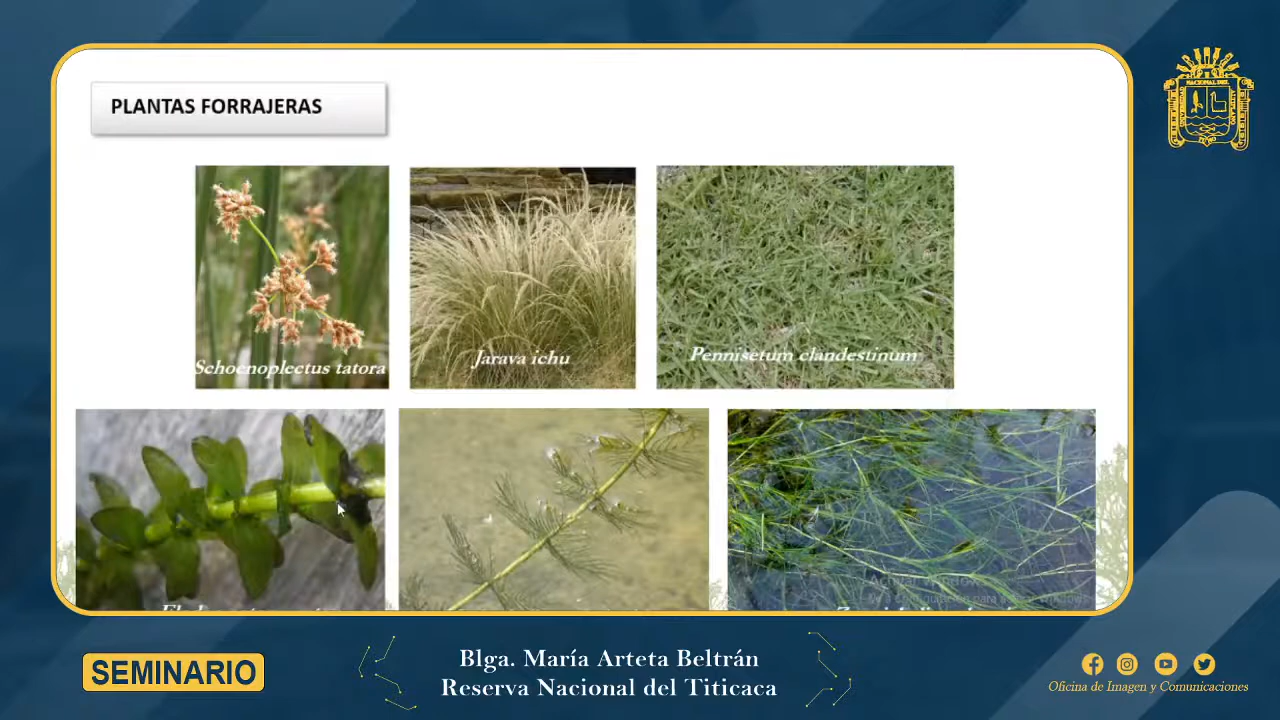 PLANTAS FORRAJERAS
Schoenoplectus tatora
Jarava ichu
Pennisetum clandestinum
SEMINARIO
Blga. María Arteta Beltrán
Reserva Nacional del Titicaca
Oficina de Imagen y Comunicaciones